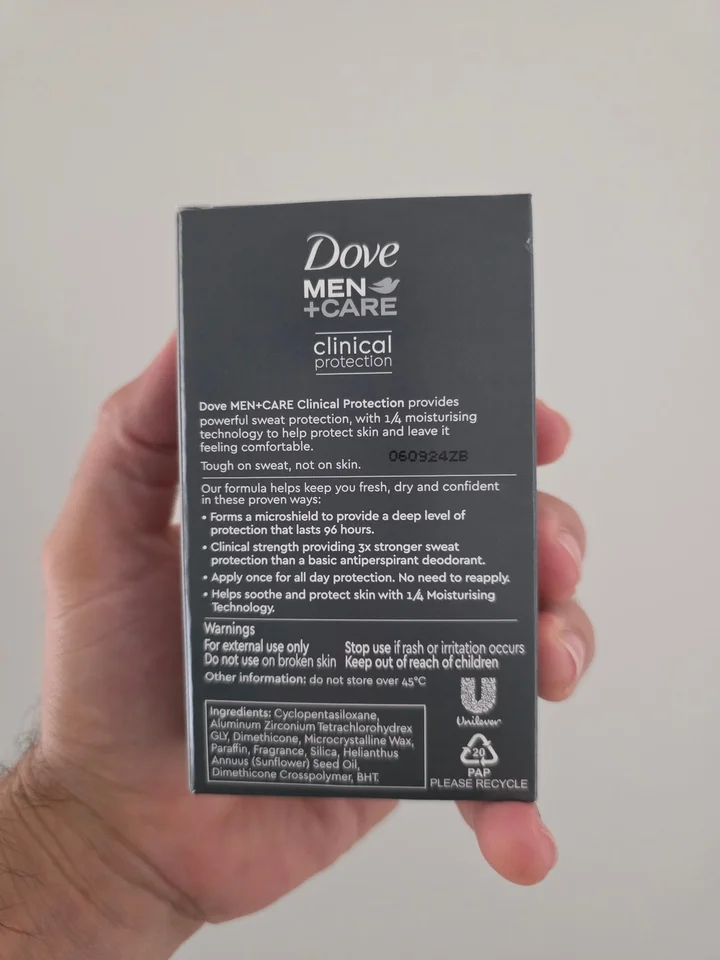 Dove
MEN
+CARE
clinical
protection
Dove MEN+CARE Clinical Protection provides
powerful sweat protection, with 1/4 moisturising
technology to help protect skin and leave it
feeling comfortable.
060924ZB
Tough on sweat, not on skin.
Our formula helps keep you fresh, dry and confident
in these proven ways:
• Forms a microshield to provide a deep level of
protection that lasts 96 hours.
• Clinical strength providing 3x stronger sweat
protection than a basic antiperspirant deodorant.
• Apply once for all day protection. No need to reapply.
• Helps soothe and protect skin with 1/4 Moisturising
Technology.
Warnings
For external use only
Do not use on broken skin
Stop use if rash or irritation occurs
Keep out of reach of children
Other information: do not store over 45°C
Unilever
Ingredients: Cyclopentasiloxane,
Aluminum Zirconium Tetrachlorohydrex
GLY, Dimethicone, Microcrystalline Wax,
Paraffin, Fragrance, Silica, Helianthus
Annuus (Sunflower) Seed Oil,
Dimethicone Crosspolymer, BHT.
20
PAP
PLEASE RECYCLE